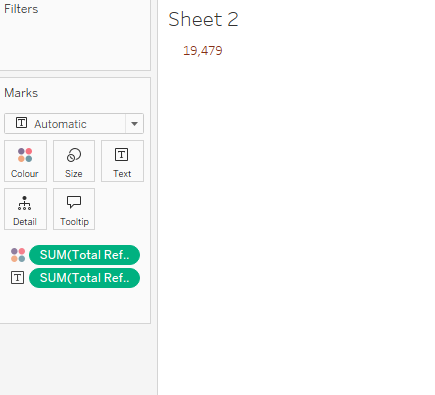 Filters
Sheet 2
19,479
Marks
T Automatic
Colour Size Text
T
Detail Tooltip
SUM(Total Ref..
T SUM(Total Ref..